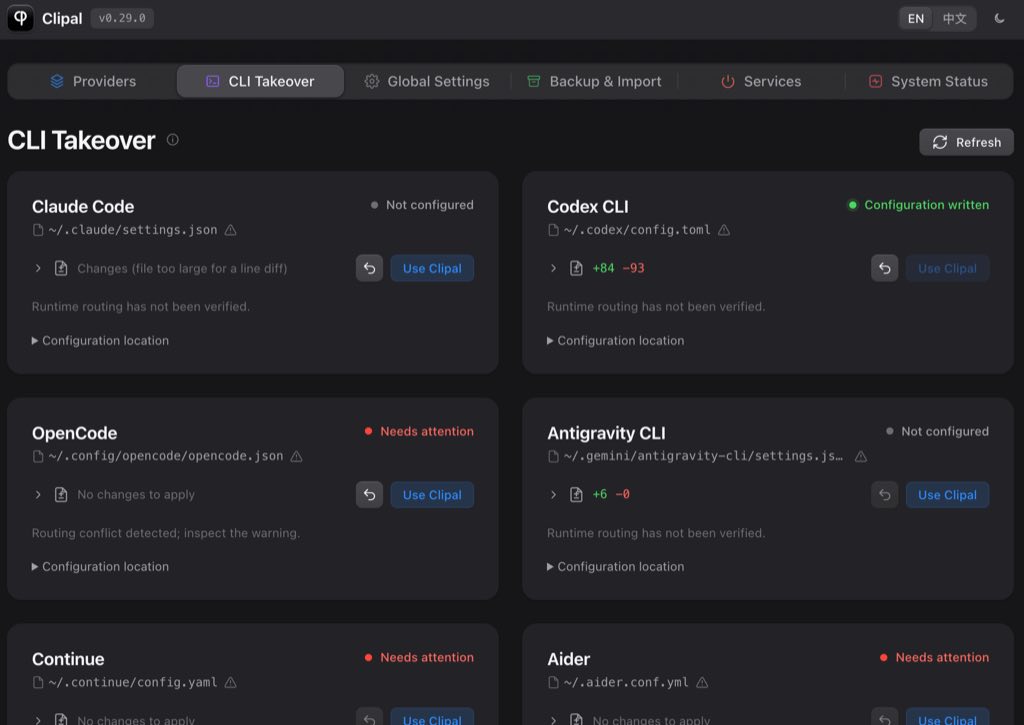 Clipal v0.29.0 EN 中文
Providers CLI Takeover Global Settings Backup & Import Services System Status
CLI Takeover
Refresh
Claude Code
Not configured
~/.claude/settings.json
Changes (file too large for a line diff)
Use Clipal
Runtime routing has not been verified.
Configuration location
Codex CLI
Configuration written
~/.codex/config.toml
+84 −93
Use Clipal
Runtime routing has not been verified.
Configuration location
OpenCode
Needs attention
~/.config/opencode/opencode.json
No changes to apply
Use Clipal
Routing conflict detected; inspect the warning.
Configuration location
Antigravity CLI
Not configured
~/.gemini/antigravity-cli/settings.js…
+6 −0
Use Clipal
Runtime routing has not been verified.
Configuration location
Continue
Needs attention
~/.continue/config.yaml
No changes to apply
Use Clipal
Aider
Needs attention
~/.aider.conf.yml
No changes to apply
Use Clipal